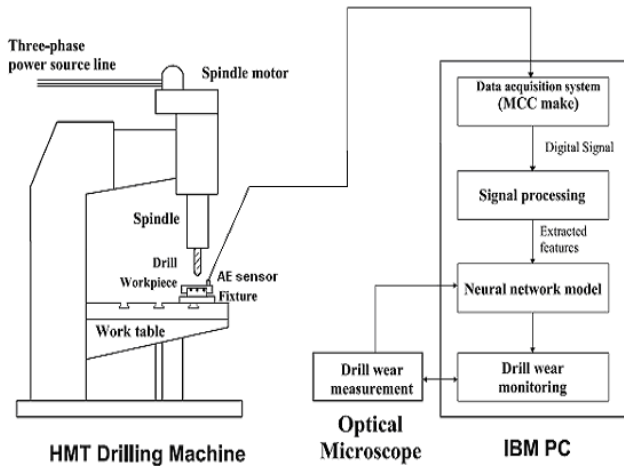 Three-phase
power source line
Spindle motor
Spindle
Drill
Workpiece
AE sensor
Fixture
Work table
HMT Drilling Machine
Data acquisition system
(MCC make)
Digital Signal
Signal processing
Extracted
features
Neural network model
Drill wear
monitoring
Drill wear
measurement
Optical
Microscope
IBM PC